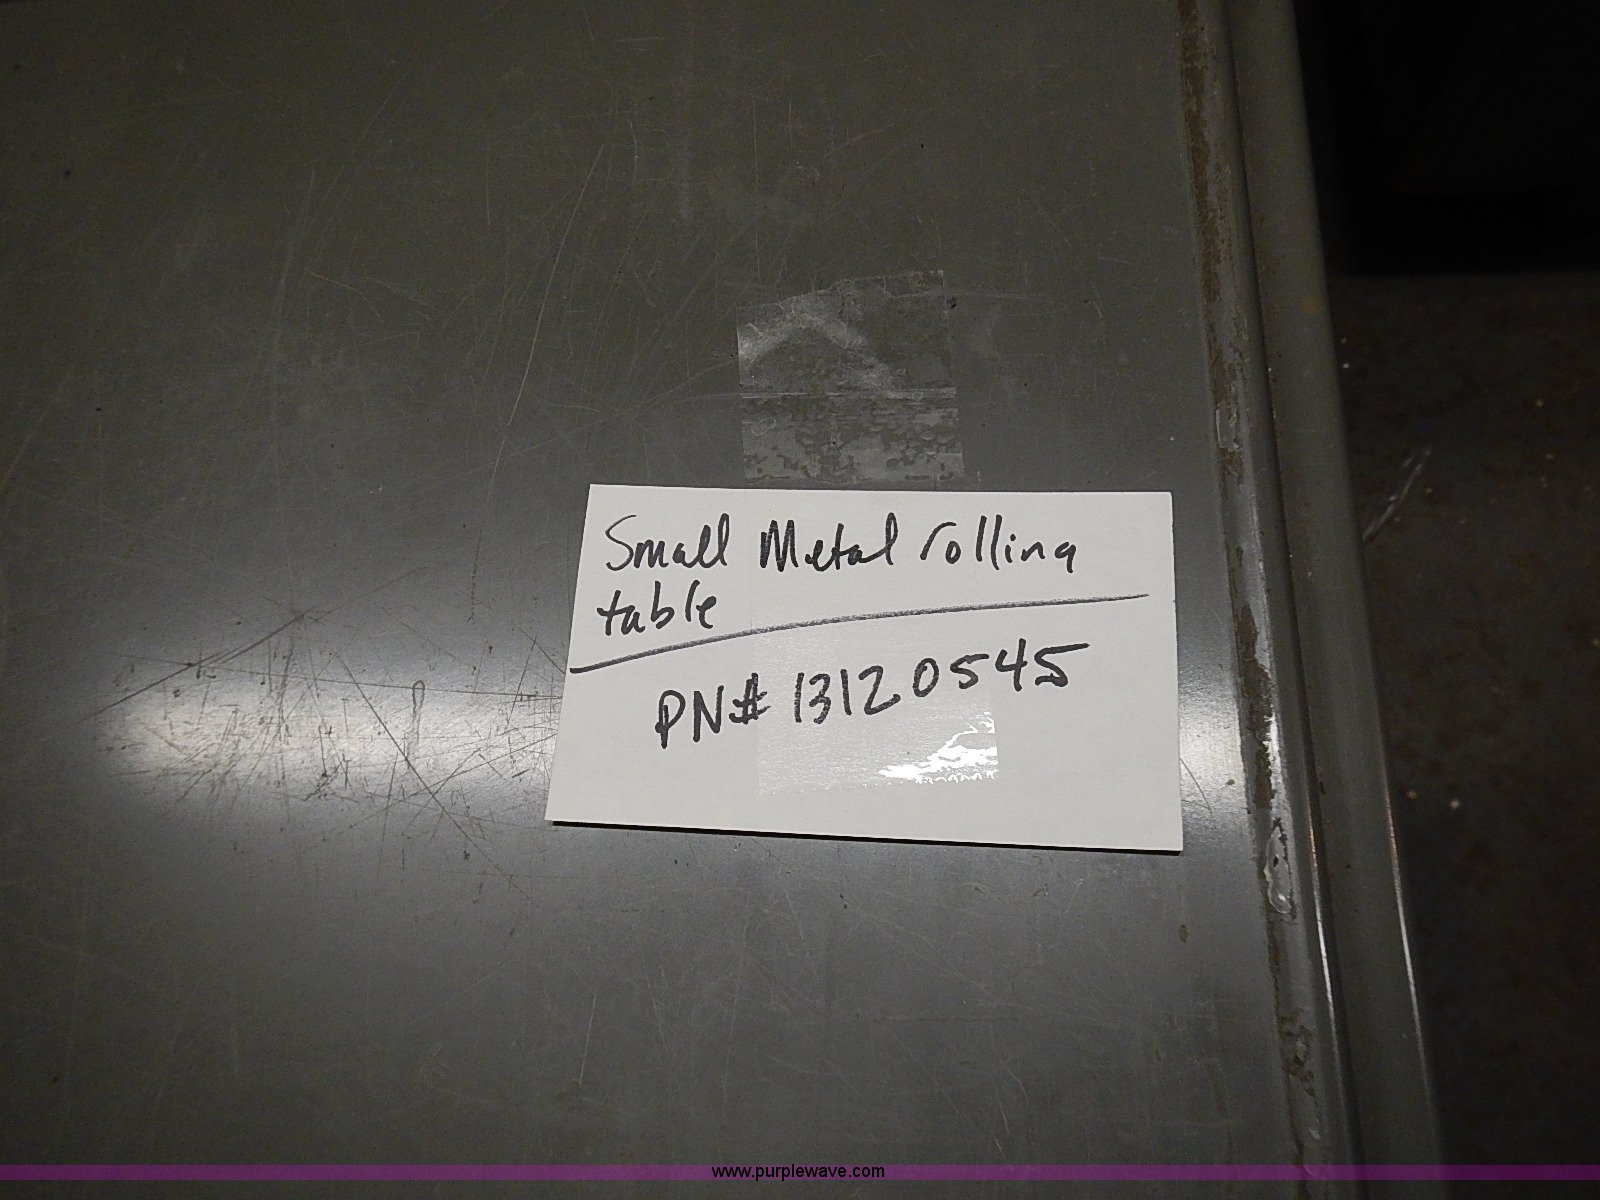 Small Metal rolling
table
PN# 13120545
www.purplewave.com